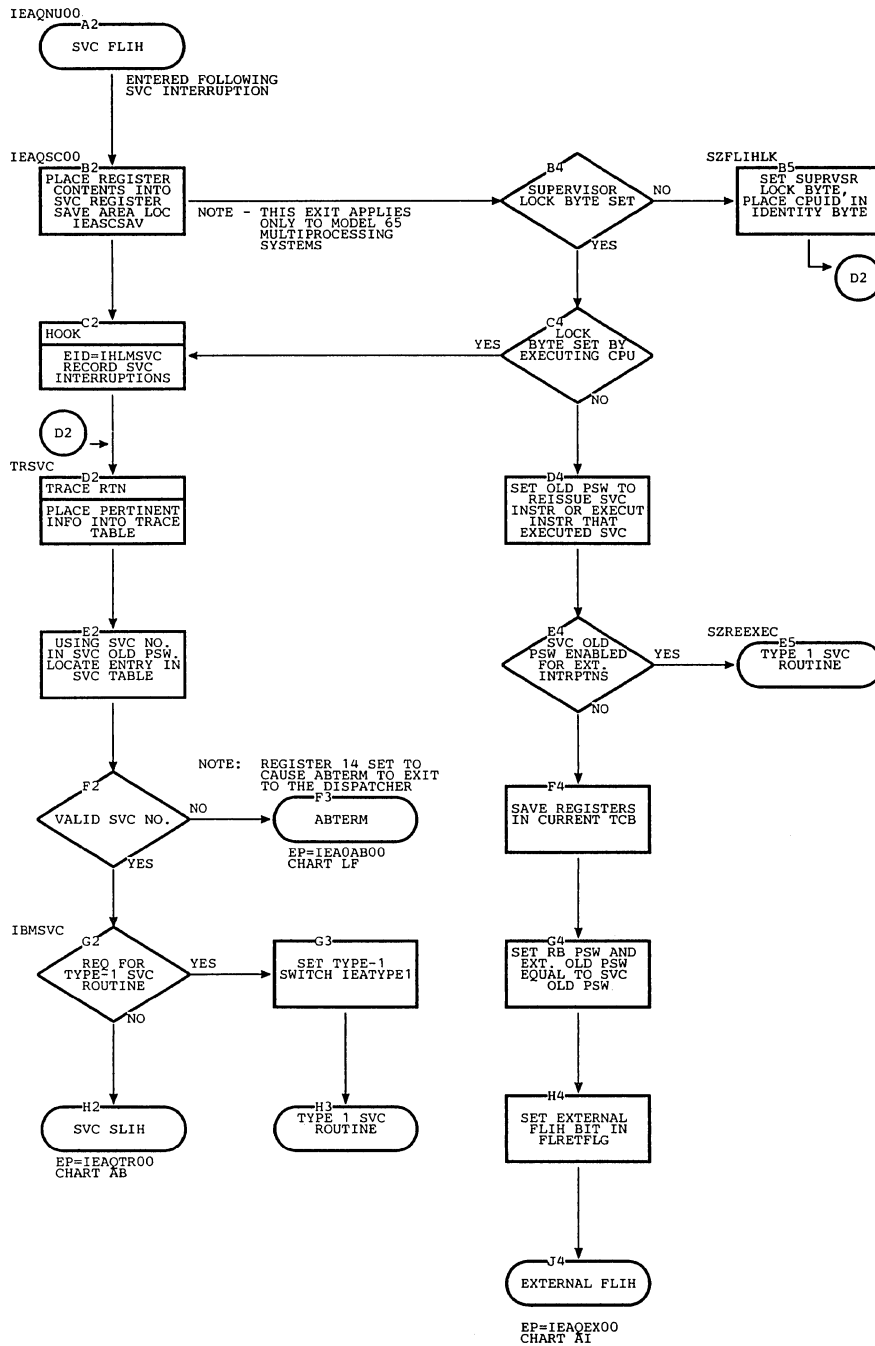 IEAQNU00
A2
SVC FLIH
ENTERED FOLLOWING
SVC INTERRUPTION
IEAQSC00
B2
PLACE REGISTER
CONTENTS INTO
SVC REGISTER
SAVE AREA LOC
IEASCSAV
NOTE - THIS EXIT APPLIES
ONLY TO MODEL 65
MULTIPROCESSING
SYSTEMS
B4
SUPERVISOR
LOCK BYTE SET
NO
YES
SZFLIHLK
B5
SET SUPRVSR
LOCK BYTE,
PLACE CPUID IN
IDENTITY BYTE
D2
C2
HOOK
EID=IHLMSVC
RECORD SVC
INTERRUPTIONS
YES
C4
LOCK
BYTE SET BY
EXECUTING CPU
NO
D2
TRSVC
D2
TRACE RTN
PLACE PERTINENT
INFO INTO TRACE
TABLE
D4
SET OLD PSW TO
REISSUE SVC
INSTR OR EXECUT
INSTR THAT
EXECUTED SVC
E2
USING SVC NO.
IN SVC OLD PSW.
LOCATE ENTRY IN
SVC TABLE
E4
SVC OLD
PSW ENABLED
FOR EXT.
INTRPTNS
YES
NO
SZREEXEC
E5
TYPE 1 SVC
ROUTINE
NOTE: REGISTER 14 SET TO
CAUSE ABTERM TO EXIT
TO THE DISPATCHER
F2
VALID SVC NO.
NO
YES
F3
ABTERM
EP=IEA0AB00
CHART LF
F4
SAVE REGISTERS
IN CURRENT TCB
IBMSVC
G2
REQ FOR
TYPE-1 SVC
ROUTINE
YES
NO
G3
SET TYPE-1
SWITCH IEATYPE1
G4
SET RB PSW AND
EXT. OLD PSW
EQUAL TO SVC
OLD PSW
H2
SVC SLIH
EP=IEAQTR00
CHART AB
H3
TYPE 1 SVC
ROUTINE
H4
SET EXTERNAL
FLIH BIT IN
FLRETFLG
J4
EXTERNAL FLIH
EP=IEAQEX00
CHART AI